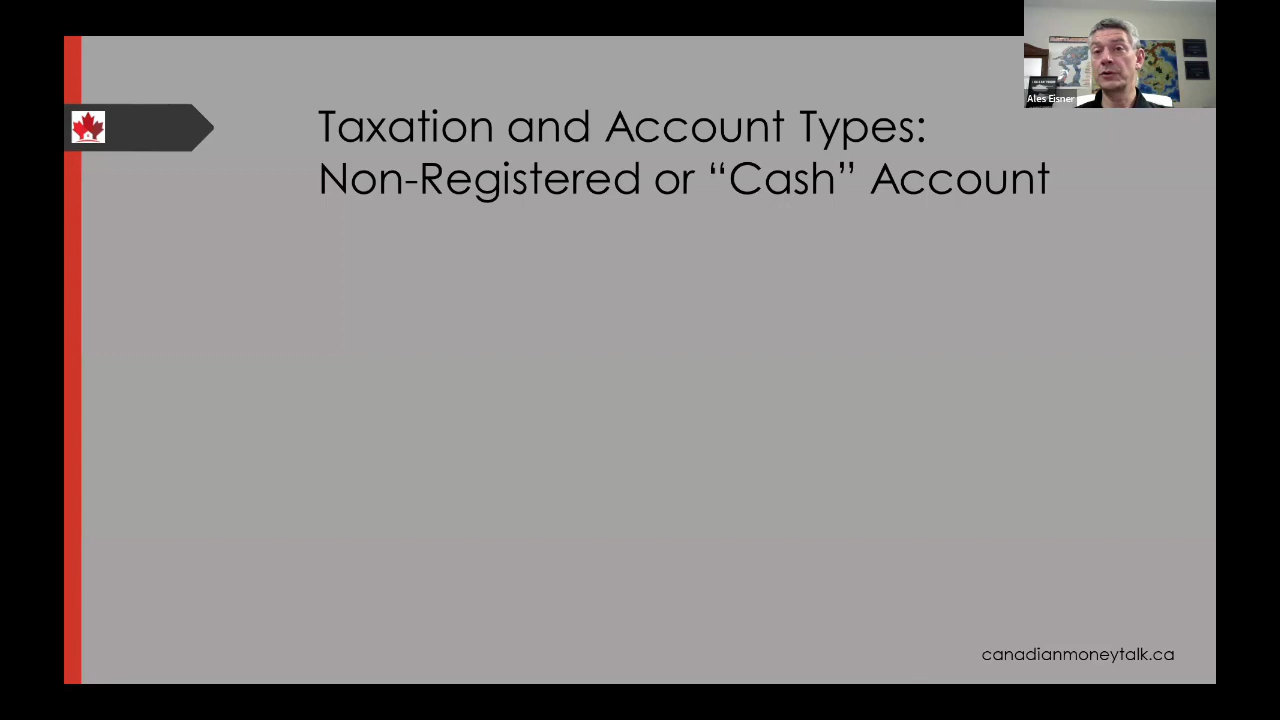 Ales Eisner
Taxation and Account Types:
Non-Registered or “Cash” Account
canadianmoneytalk.ca